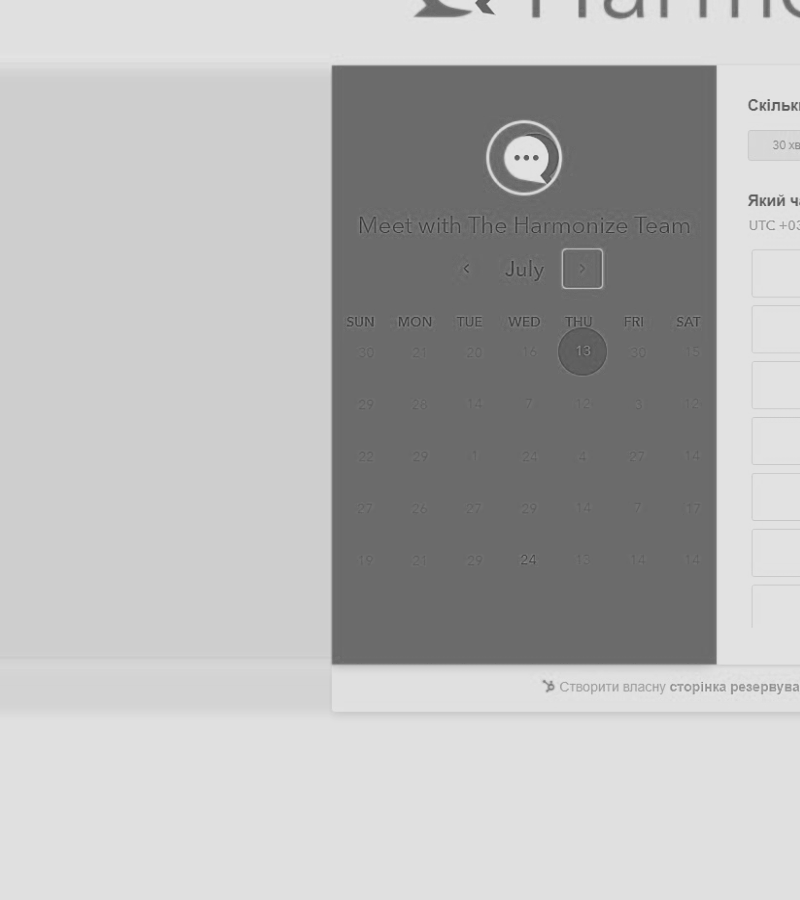 Harmo
Скільки
30 хв
Meet with The Harmonize Team
Який ча
UTC +03
‹ July ›
SUN MON TUE WED THU FRI SAT
30 21 20 16 13 30 15
29 28 14 7 12 3 12
22 29 1 24 4 27 14
27 26 27 29 14 7 17
19 21 29 24 13 14 14
Створити власну сторінка резервува